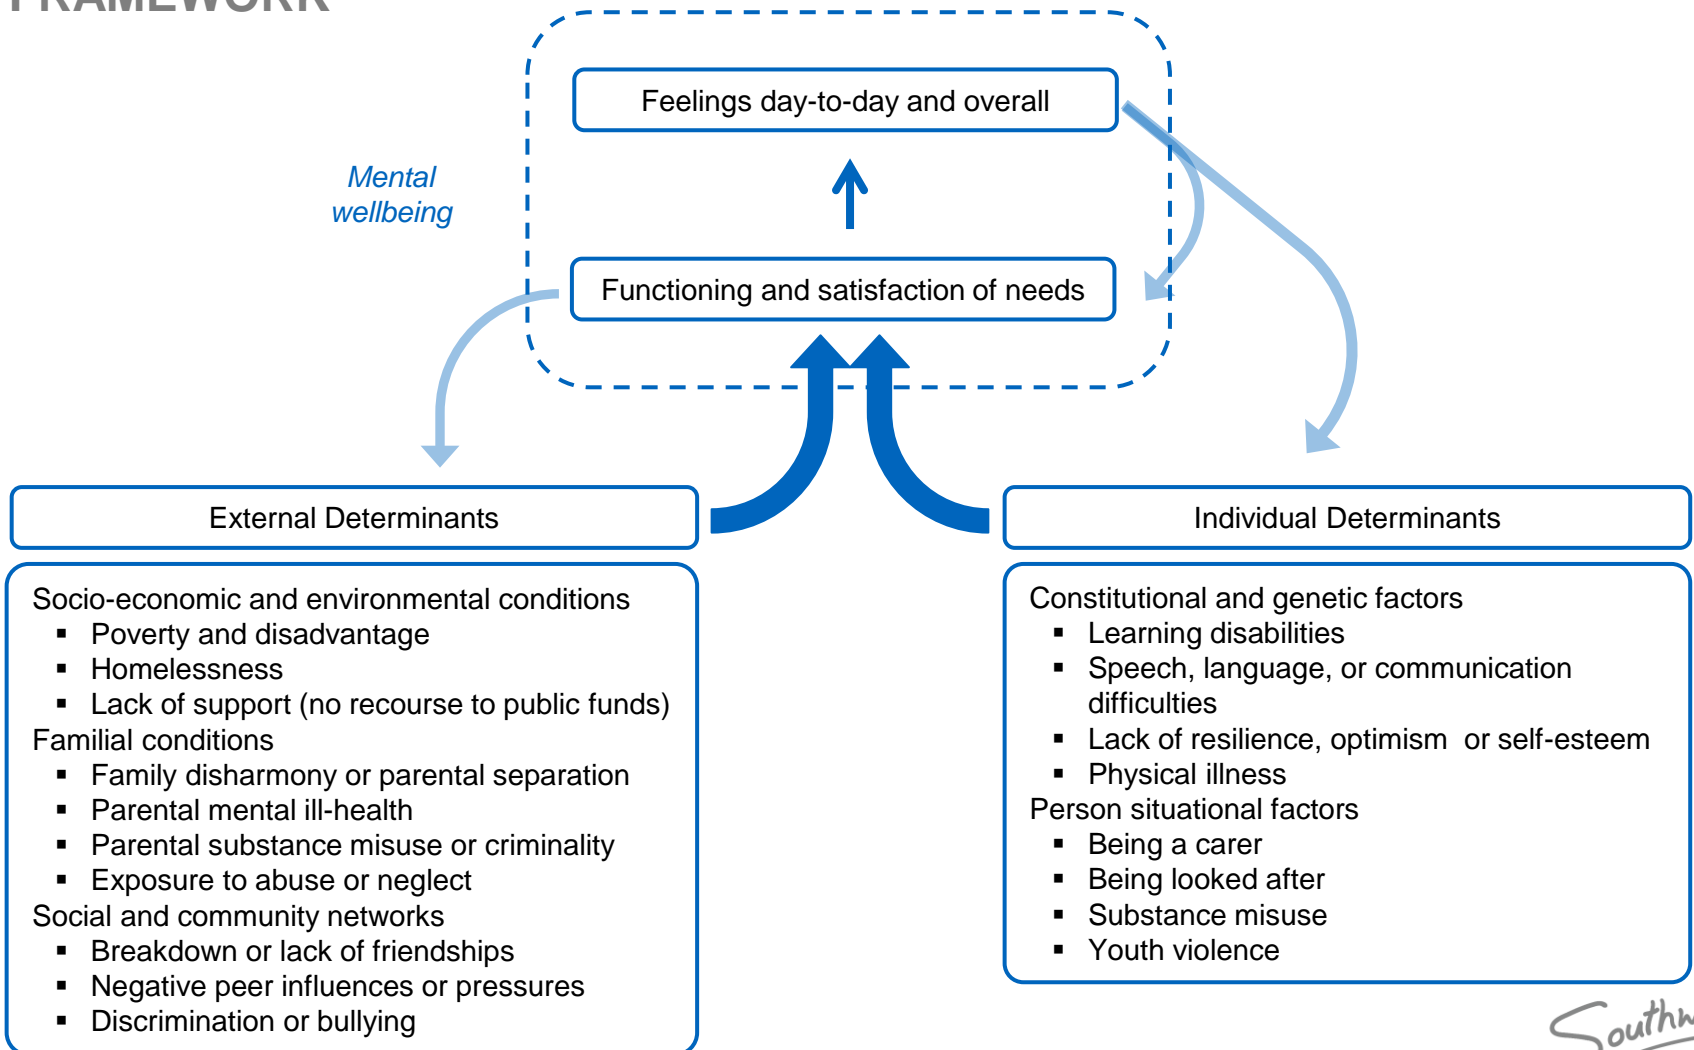 FRAMEWORK
Feelings day-to-day and overall
Mental
wellbeing
Functioning and satisfaction of needs
External Determinants
Socio-economic and environmental conditions
▪ Poverty and disadvantage
▪ Homelessness
▪ Lack of support (no recourse to public funds)
Familial conditions
▪ Family disharmony or parental separation
▪ Parental mental ill-health
▪ Parental substance misuse or criminality
▪ Exposure to abuse or neglect
Social and community networks
▪ Breakdown or lack of friendships
▪ Negative peer influences or pressures
▪ Discrimination or bullying
Individual Determinants
Constitutional and genetic factors
▪ Learning disabilities
▪ Speech, language, or communication
difficulties
▪ Lack of resilience, optimism or self-esteem
▪ Physical illness
Person situational factors
▪ Being a carer
▪ Being looked after
▪ Substance misuse
▪ Youth violence